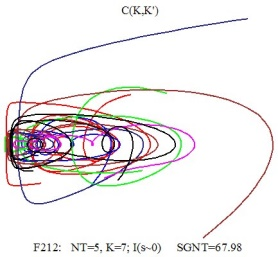 C(K,K')
F212: NT=5, K=7; I(s~0) SGNT=67.98